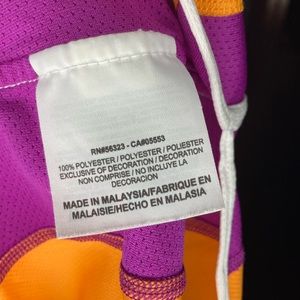 RN#56323 - CA#05553
100% POLYESTER / POLYESTER / POLIESTER
EXCLUSIVE OF DECORATION / DECORATION
NON COMPRISE / NO INCLUYE LA
DECORACION
MADE IN MALAYSIA/FABRIQUE EN
MALAISIE/HECHO EN MALASIA